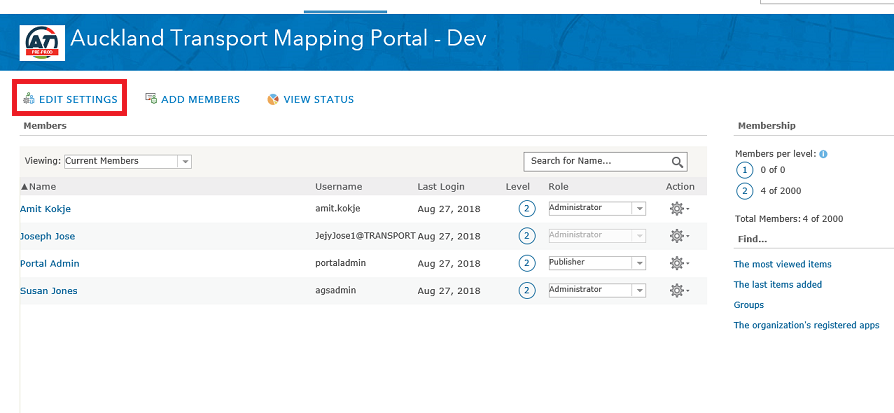 AT
PRE-PROD
Auckland Transport Mapping Portal - Dev
EDIT SETTINGS ADD MEMBERS VIEW STATUS
Members
Viewing: Current Members Search for Name...
▲Name Username Last Login Level Role Action
Amit Kokje amit.kokje Aug 27, 2018 2 Administrator
Joseph Jose JejyJose1@TRANSPORT Aug 27, 2018 2 Administrator
Portal Admin portaladmin Aug 27, 2018 2 Publisher
Susan Jones agsadmin Aug 27, 2018 2 Administrator
Membership
Members per level: i
1 0 of 0
2 4 of 2000
Total Members: 4 of 2000
Find...
The most viewed items
The last items added
Groups
The organization's registered apps